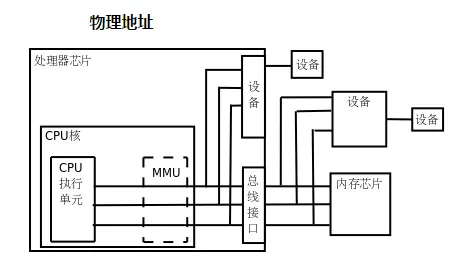 物理地址
处理器芯片
设备
设
备
设备
设备
CPU核
CPU
执行
单元
MMU
总
线
接
口
内存芯片